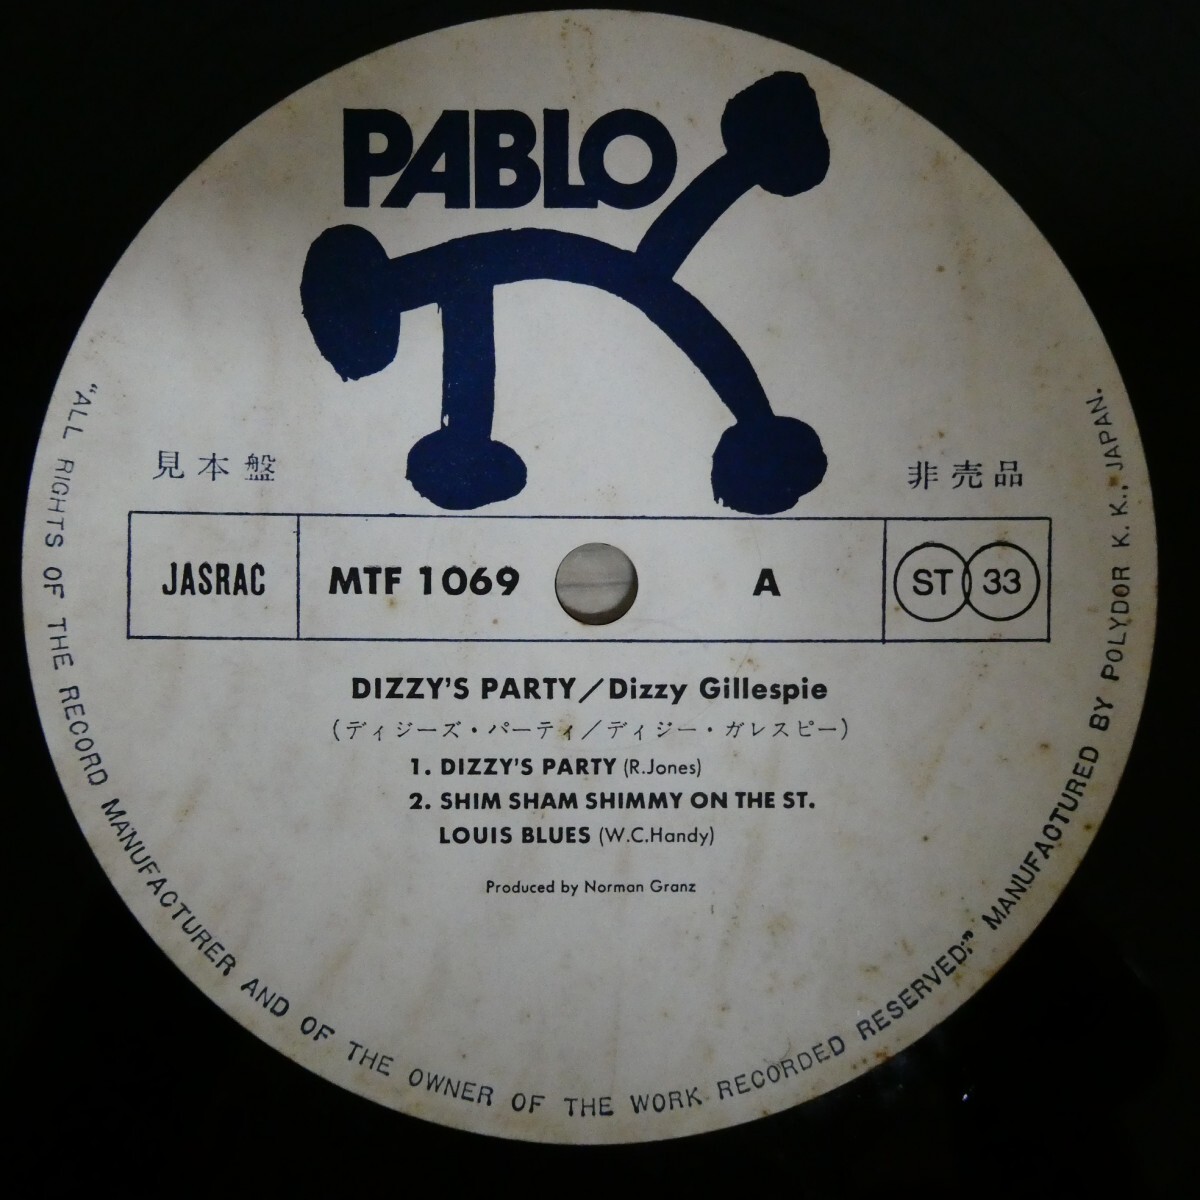 PABLO
見本盤
非売品
JASRAC
MTF 1069
A
ST 33
DIZZY'S PARTY／Dizzy Gillespie
(ディジーズ・パーティ／ディジー・ガレスピー)
1. DIZZY'S PARTY (R.Jones)
2. SHIM SHAM SHIMMY ON THE ST.
LOUIS BLUES (W.C.Handy)
Produced by Norman Granz
"ALL RIGHTS OF THE RECORD MANUFACTURER AND OF THE OWNER OF THE WORK RECORDED RESERVED;" MANUFACTURED BY POLYDOR K. K., JAPAN.